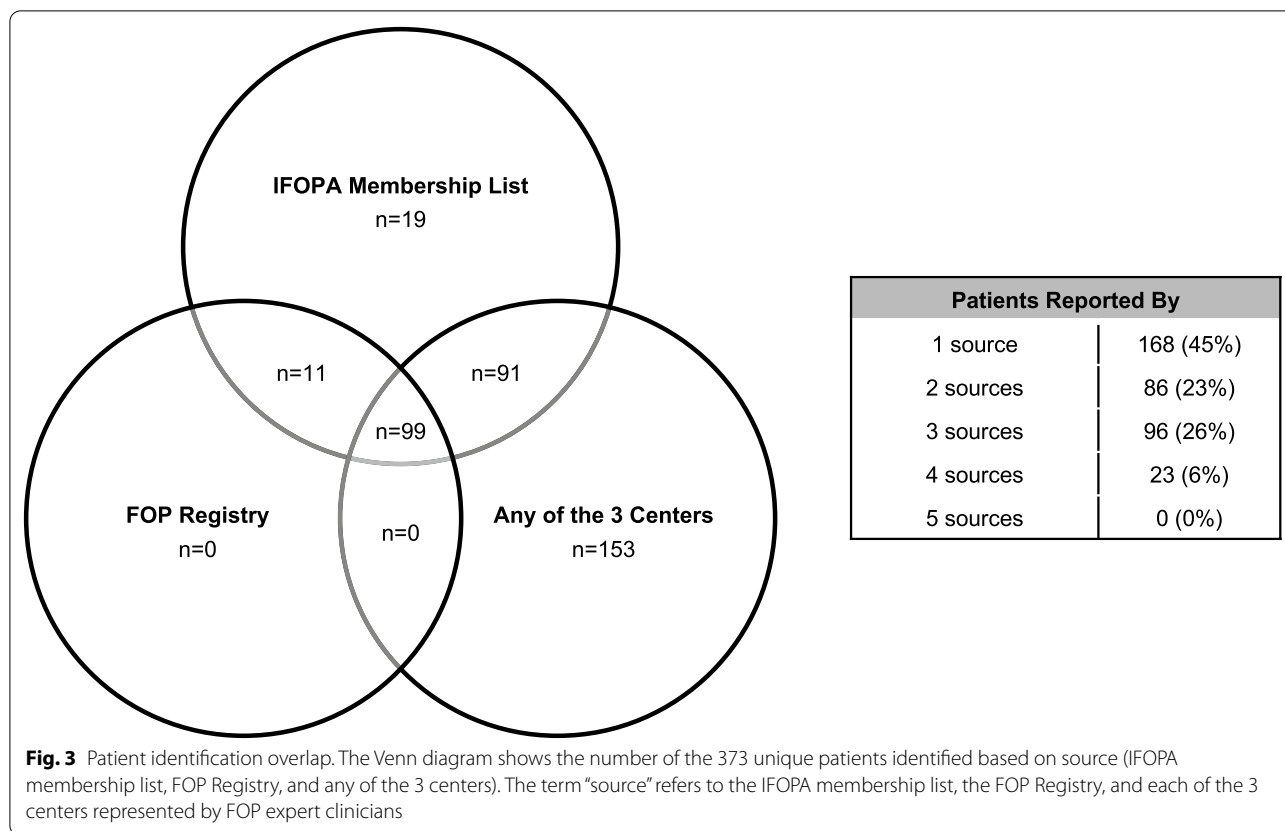 IFOPA Membership List
n=19
n=11
n=91
n=99
FOP Registry
n=0
n=0
Any of the 3 Centers
n=153
Patients Reported By
1 source 168 (45%)
2 sources 86 (23%)
3 sources 96 (26%)
4 sources 23 (6%)
5 sources 0 (0%)
Fig. 3 Patient identification overlap. The Venn diagram shows the number of the 373 unique patients identified based on source (IFOPA
membership list, FOP Registry, and any of the 3 centers). The term “source” refers to the IFOPA membership list, the FOP Registry, and each of the 3
centers represented by FOP expert clinicians